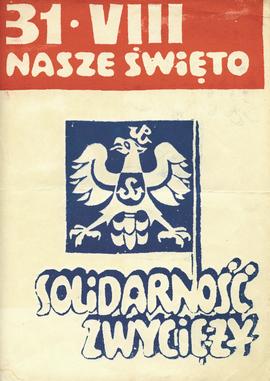 31·VIII
NASZE ŚWIĘTO
SOLIDARNOŚĆ
ZWYCIĘŻY